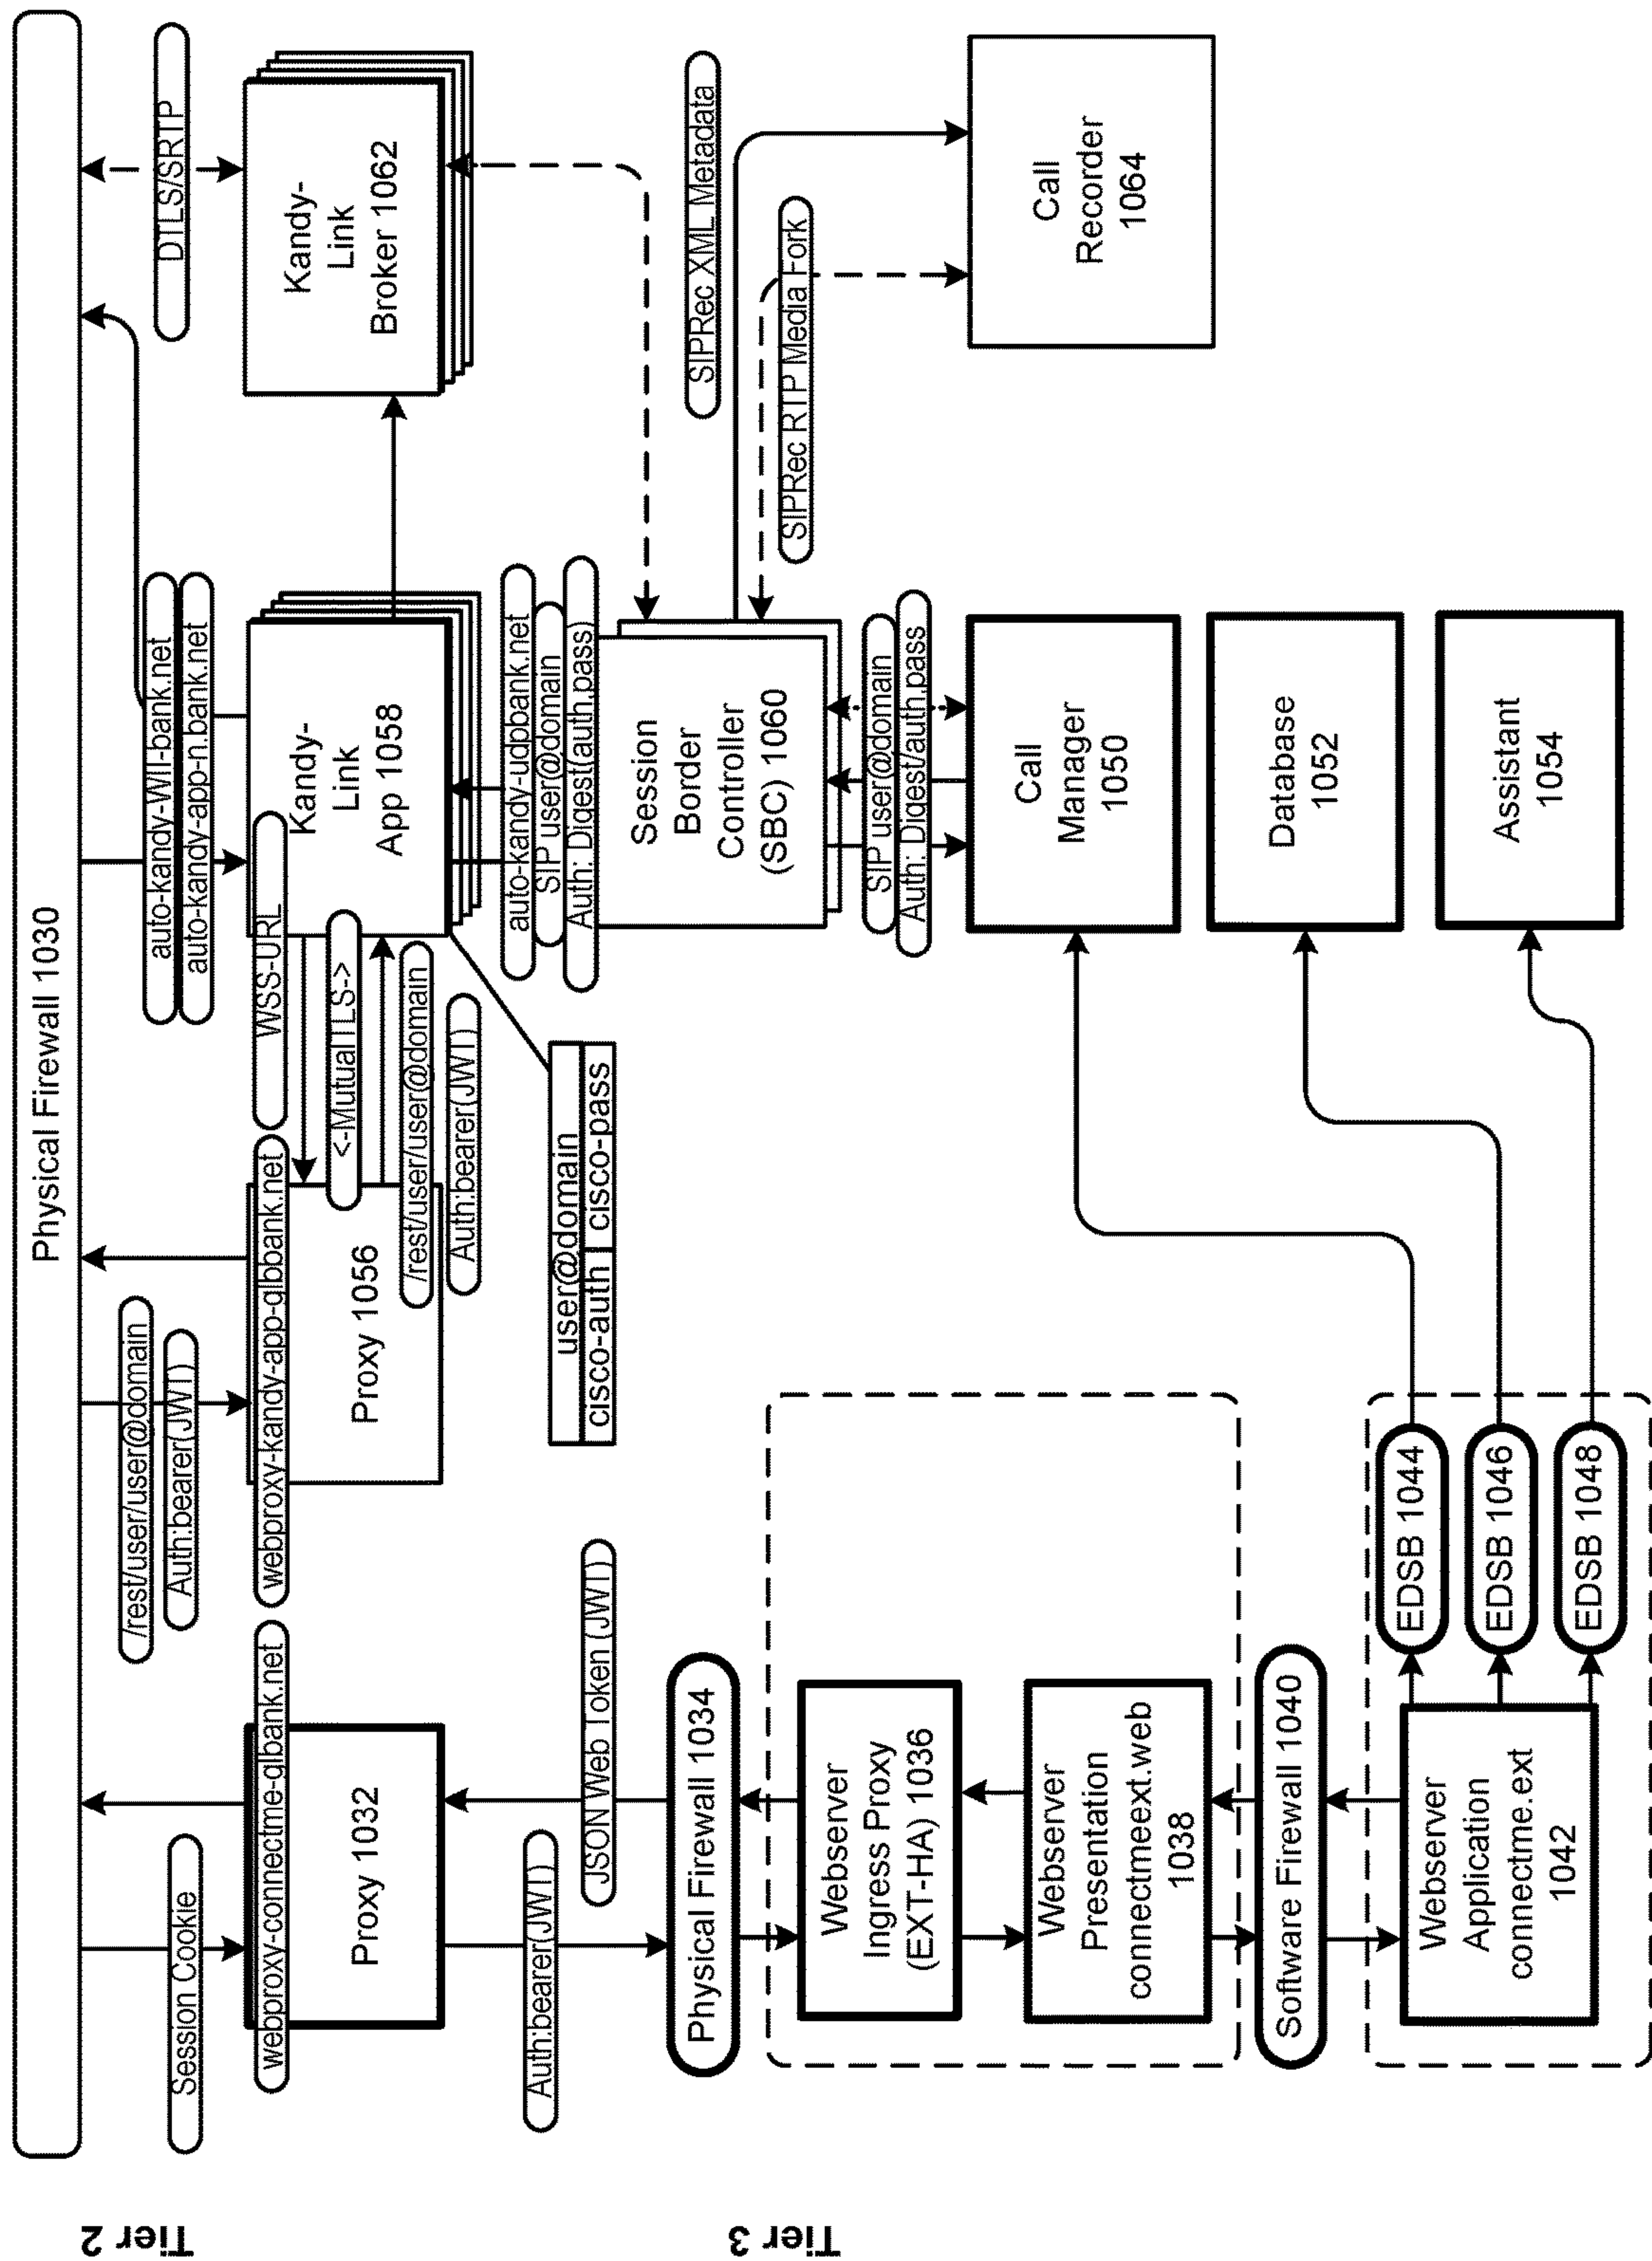 Physical Firewall 1030
Tier 2
Tier 3
Session Cookie
webproxy-connectme-glbank.net
Proxy 1032
Auth:bearer(JWT)
JSON Web Token (JWT)
Physical Firewall 1034
Webserver
Ingress Proxy
(EXT-HA) 1036
Webserver
Presentation
connectmeext.web
1038
Software Firewall 1040
Webserver
Application
connectme.ext
1042
EDSB 1044
EDSB 1046
EDSB 1048
/rest/user/user@domain
Auth:bearer(JWT)
webproxy-kandy-app-glbbank.net
Proxy 1056
WSS-URL
<-MutualTLS->
/rest/user/user@domain
Auth:bearer(JWT)
user@domain
cisco-auth
cisco-pass
auto-kandy-WII-bank.net
auto-kandy-app-n.bank.net
Kandy-
Link
App 1058
auto-kandy-udpbank.net
SIP user@domain
Auth: Digest(auth.pass)
Session
Border
Controller
(SBC) 1060
SIP user@domain
Auth: Digest/auth.pass
Call
Manager
1050
Database
1052
Assistant
1054
DTLS/SRTP
Kandy-
Link
Broker 1062
SIPRec XML Metadata
SIPRec RTP Media Fork
Call
Recorder
1064